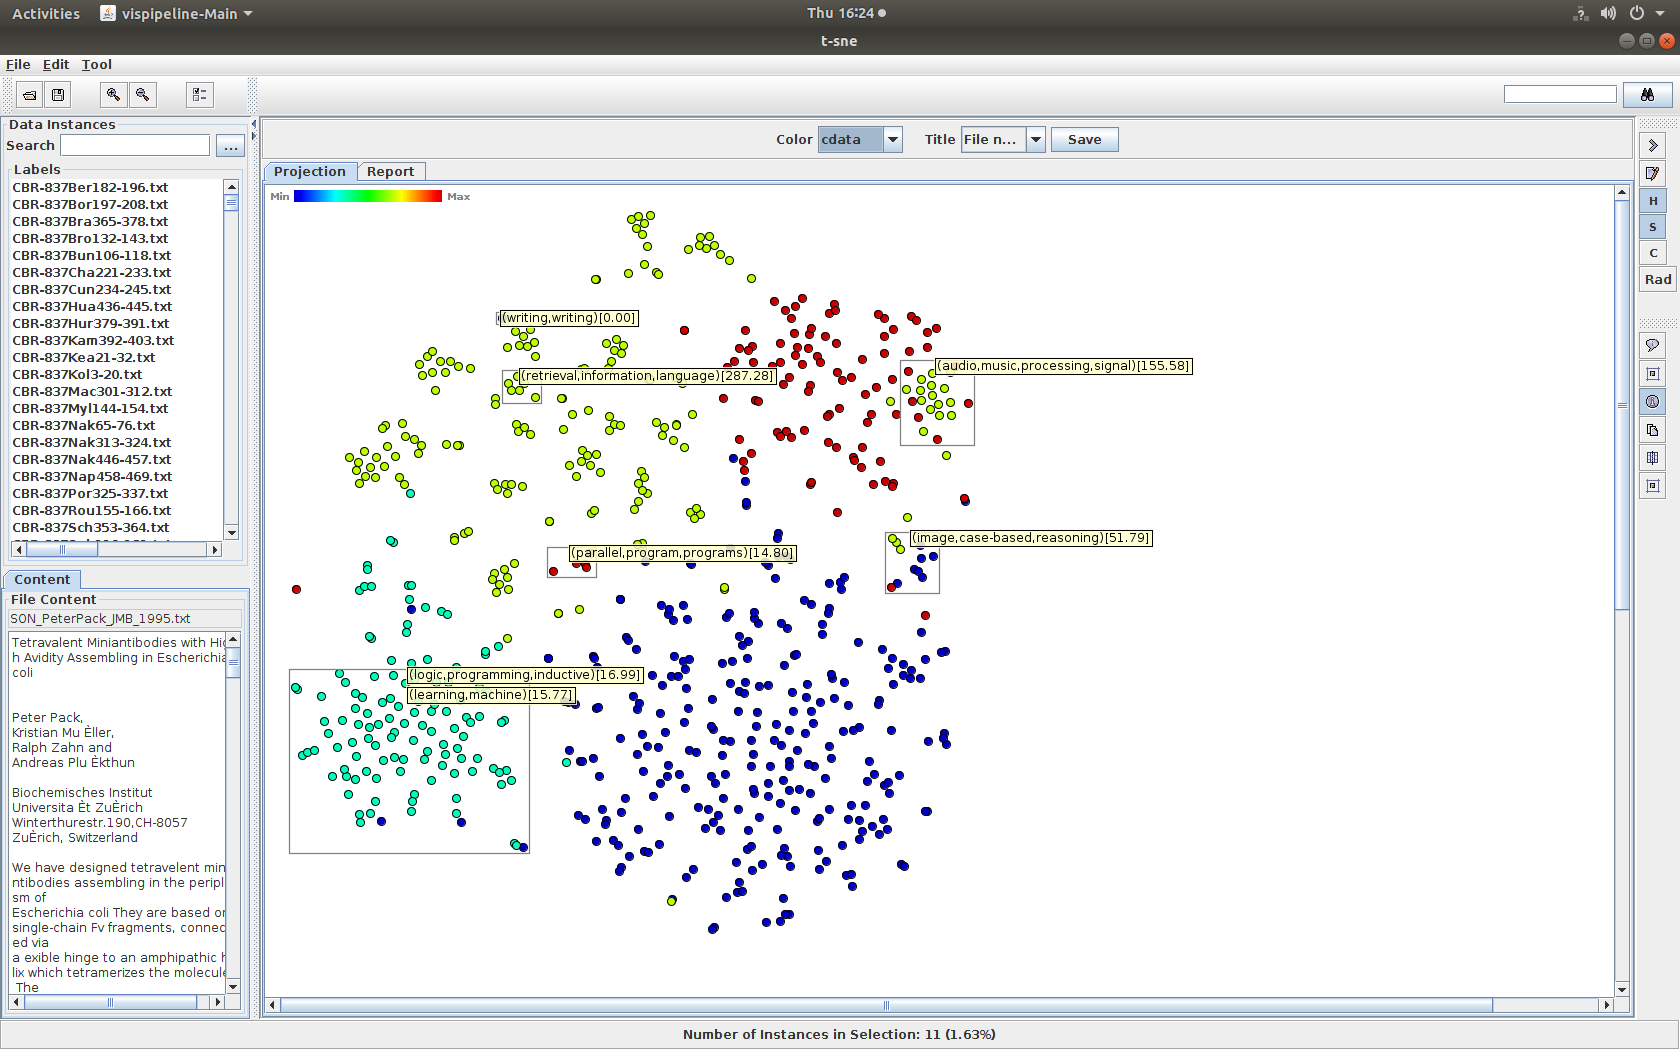 Activities vispipeline-Main Thu 16:24
t-sne
File Edit Tool
Data Instances
Search ...
Labels
CBR-837Ber182-196.txt
CBR-837Bor197-208.txt
CBR-837Bra365-378.txt
CBR-837Bro132-143.txt
CBR-837Bun106-118.txt
CBR-837Cha221-233.txt
CBR-837Cun234-245.txt
CBR-837Hua436-445.txt
CBR-837Hur379-391.txt
CBR-837Kam392-403.txt
CBR-837Kea21-32.txt
CBR-837Kol3-20.txt
CBR-837Mac301-312.txt
CBR-837Myl144-154.txt
CBR-837Nak65-76.txt
CBR-837Nak313-324.txt
CBR-837Nak446-457.txt
CBR-837Nap458-469.txt
CBR-837Por325-337.txt
CBR-837Rou155-166.txt
CBR-837Sch353-364.txt
Content
File Content
SON_PeterPack_JMB_1995.txt
Tetravalent Miniantibodies with Hig
h Avidity Assembling in Escherichia
coli
Peter Pack,
Kristian Mu Èller,
Ralph Zahn and
Andreas Plu Èkthun
Biochemisches Institut
Universita Èt ZuÈrich
Winterthurestr.190,CH-8057
ZuÈrich, Switzerland
We have designed tetravelent min
ntibodies assembling in the peripl
sm of
Escherichia coli They are based on
single-chain Fv fragments, connec
ed via
a exible hinge to an amphipathic h
lix which tetramerizes the molecule
The
Color cdata Title File n... Save
Projection Report
Min Max
(writing,writing)[0.00]
(audio,music,processing,signal)[155.58]
(retrieval,information,language)[287.28]
(image,case-based,reasoning)[51.79]
(parallel,program,programs)[14.80]
(logic,programming,inductive)[16.99]
(learning,machine)[15.77]
H
S
C
Rad
Number of Instances in Selection: 11 (1.63%)